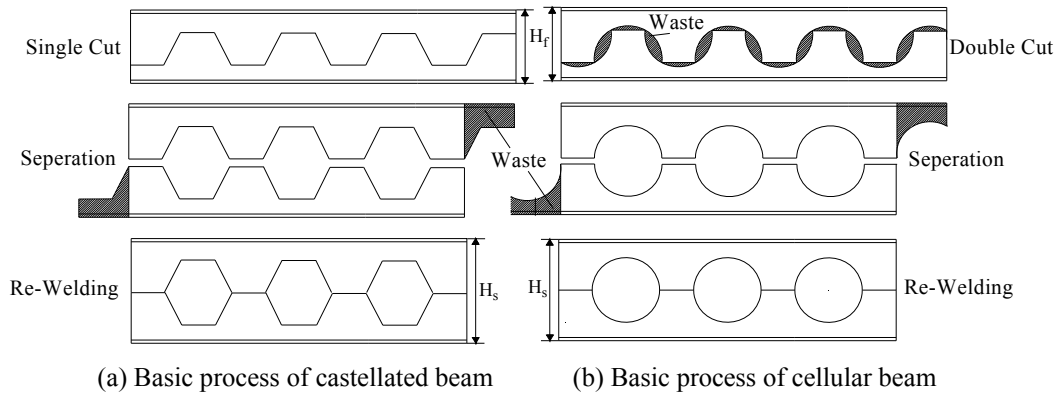 Single Cut
H_f
Waste
Double Cut
Seperation
Waste
Seperation
Re-Welding
H_s
H_s
Re-Welding
(a) Basic process of castellated beam
(b) Basic process of cellular beam